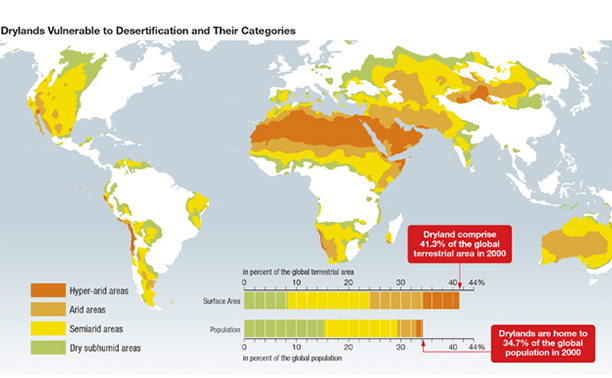 Drylands Vulnerable to Desertification and Their Categories
Dryland comprise
41.3% of the global
terrestrial area in 2000
in percent of the global terrestrial area
0 10 20 30 40 44%
Hyper-arid areas
Arid areas
Semiarid areas
Dry subhumid areas
Surface Area
Population
0 10 20 30 40 44%
in percent of the global population
Drylands are home to
34.7% of the global
population in 2000